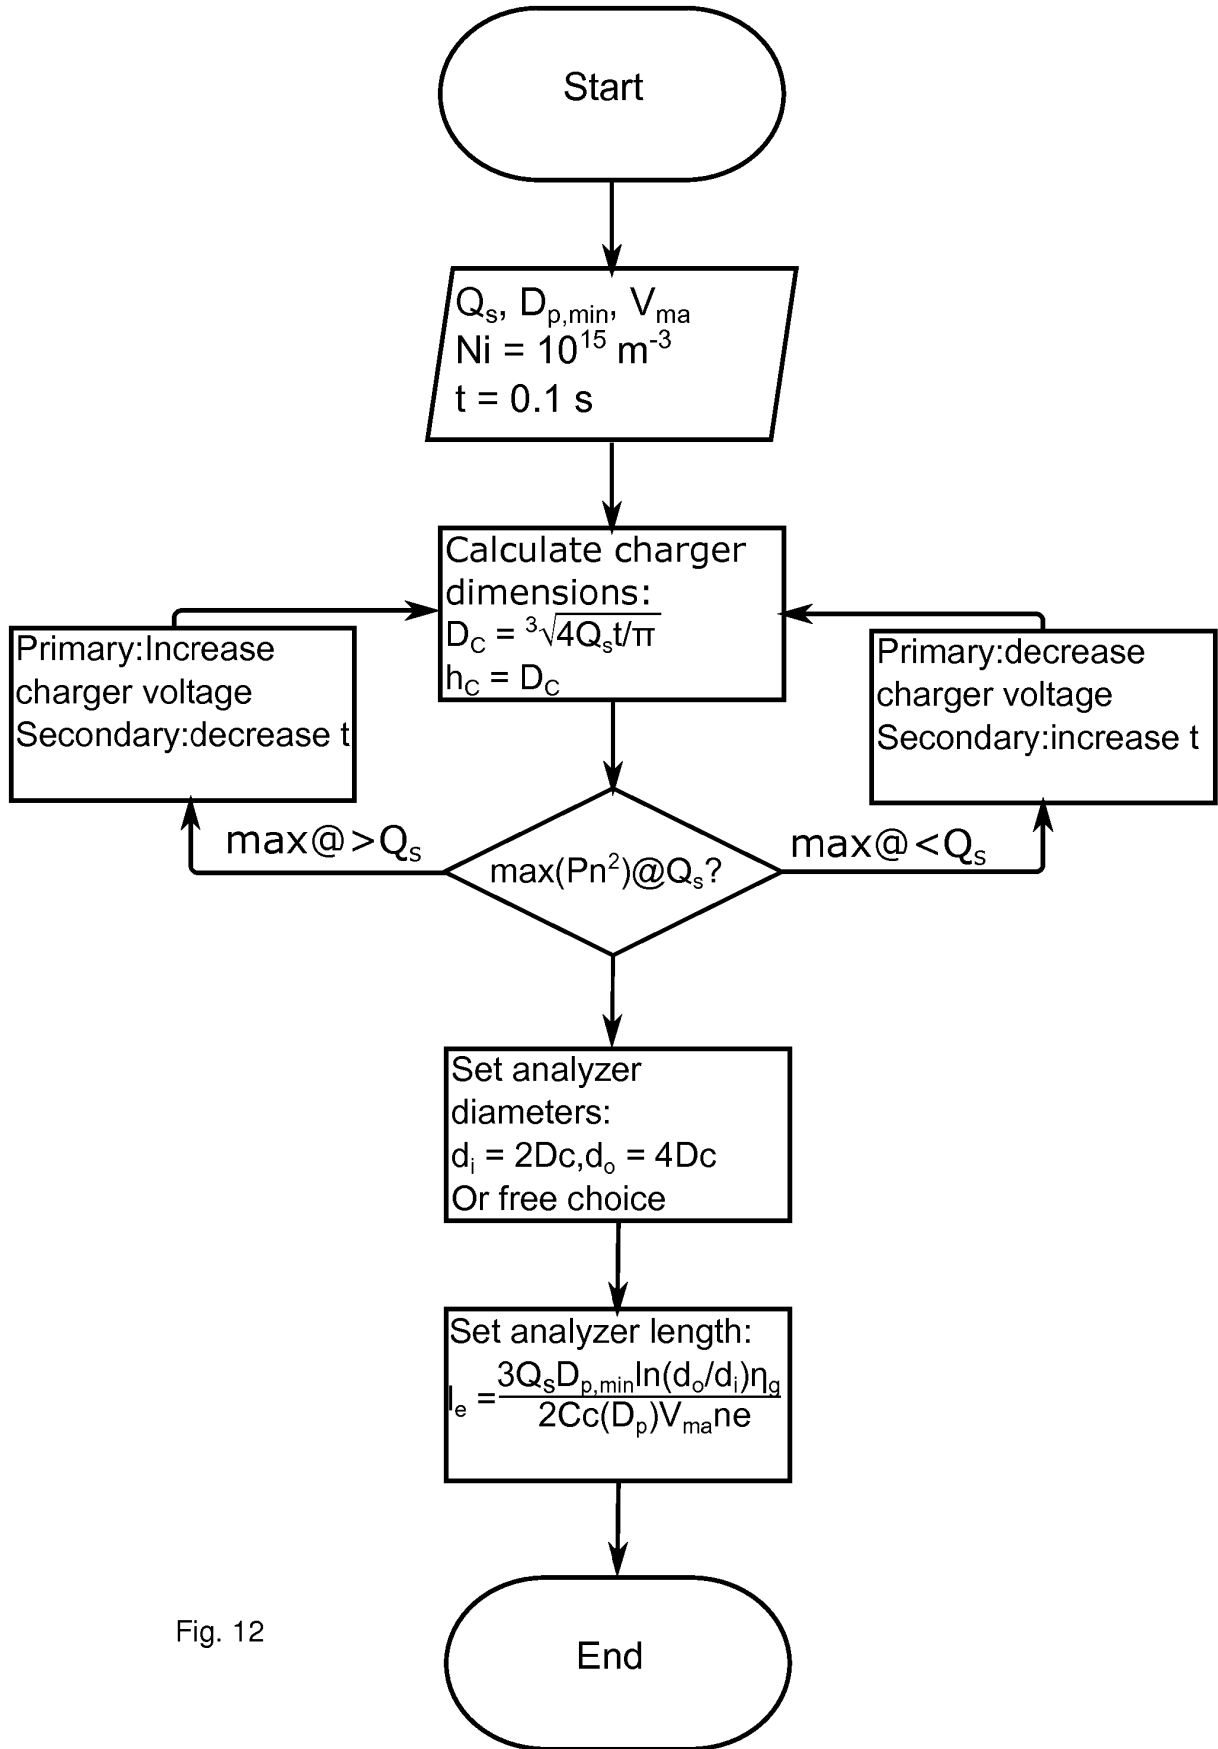 Start
Qs, Dp,min, Vma
Ni = 10¹⁵ m⁻³
t = 0.1 s
Calculate charger
dimensions:
DC = ³√4Qst/π
hC = DC
Primary:Increase
charger voltage
Secondary:decrease t
Primary:decrease
charger voltage
Secondary:increase t
max@>Qs
max@<Qs
max(Pn²)@Qs?
Set analyzer
diameters:
di = 2Dc,do = 4Dc
Or free choice
Set analyzer length:
le = 3QsDp,minln(do/di)ηg
2Cc(Dp)Vmane
End
Fig. 12